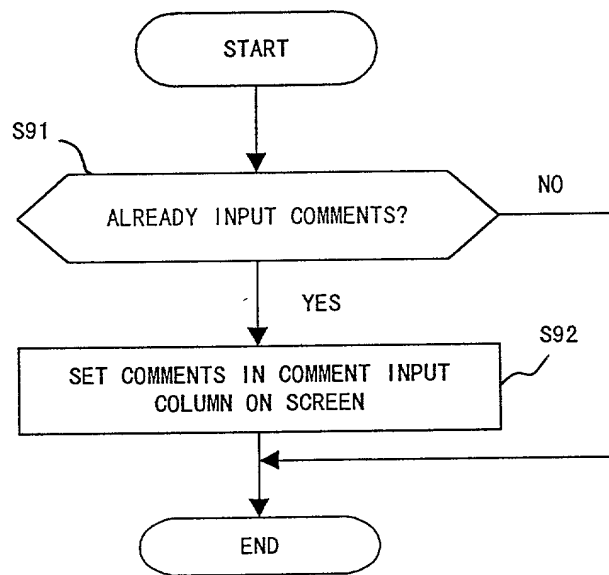 START
S91
ALREADY INPUT COMMENTS?
NO
YES
S92
SET COMMENTS IN COMMENT INPUT
COLUMN ON SCREEN
END